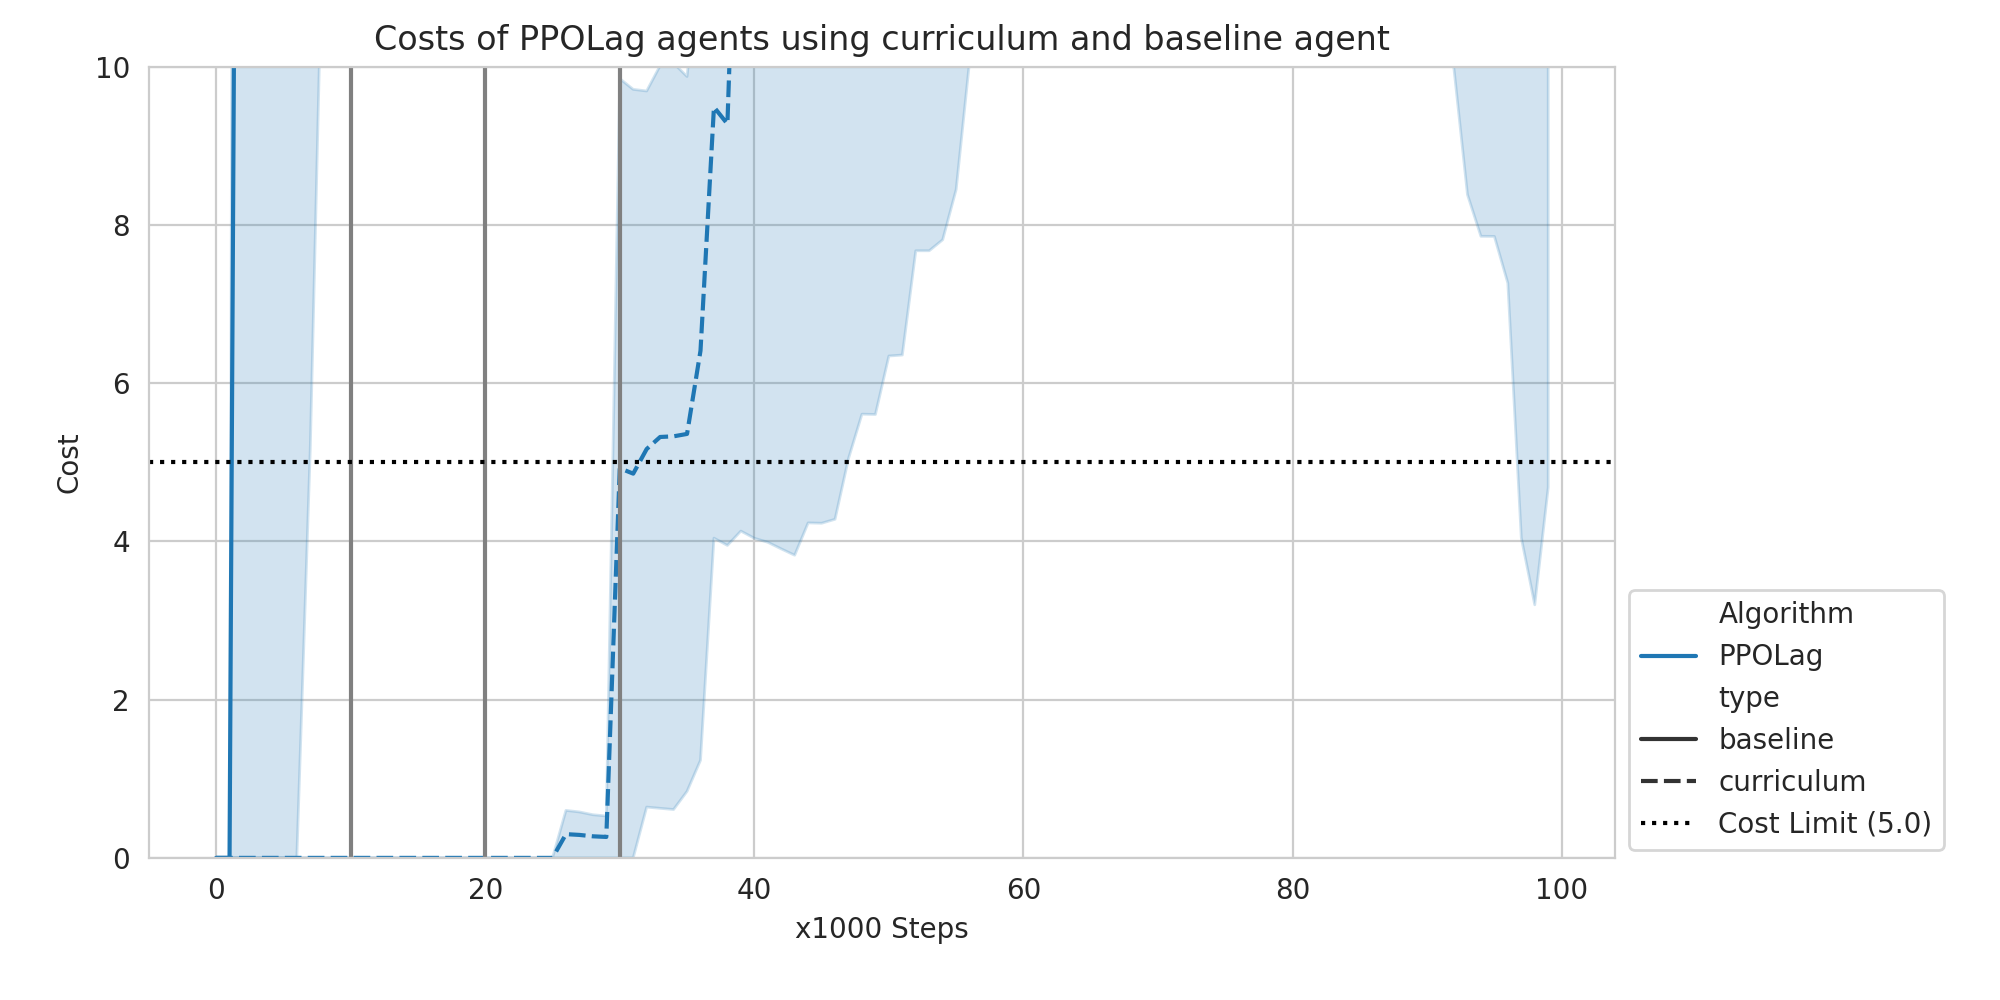 Costs of PPOLag agents using curriculum and baseline agent
10
8
6
4
2
0
Cost
0 20 40 60 80 100
x1000 Steps
Algorithm
PPOLag
type
baseline
curriculum
Cost Limit (5.0)